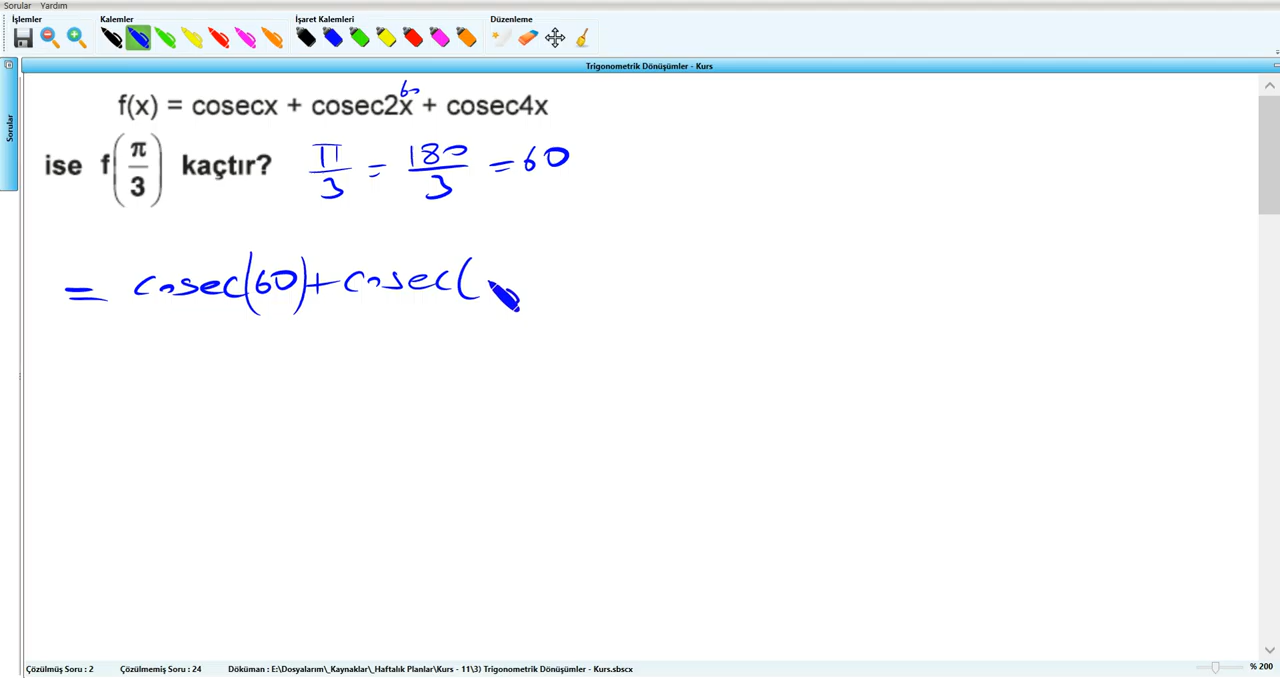 Sorular Yardım
İşlemler Kalemler İşaret Kalemleri Düzenleme
Trigonometrik Dönüşümler - Kurs
Sorular
60
f(x) = cosecx + cosec2x + cosec4x
ise f(π/3) kaçtır? π/3 = 180/3 = 60
= cosec(60)+cosec(
Çözülmüş Soru : 2 Çözülmemiş Soru : 24 Döküman : E:\Dosyalarım\_Kaynaklar\_Haftalık Planlar\Kurs - 11\3) Trigonometrik Dönüşümler - Kurs.sbscx % 200